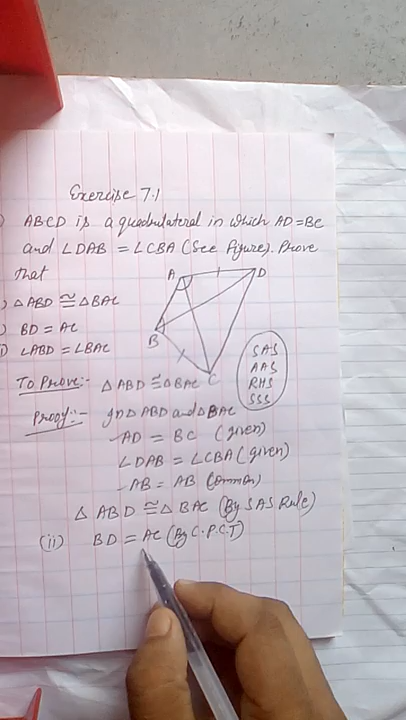 Exercise 7.1
) ABCD is a quadrilateral in which AD = BC
and ∠DAB = ∠CBA (See figure). Prove
that
) △ABD ≅ △BAC
) BD = AC
i) ∠ABD = ∠BAC
A
D
B
C
SAS
AAS
RHS
SSS
To Prove:- △ABD ≅ △BAC
Proof:- In △ABD and △BAC
AD = BC (given)
∠DAB = ∠CBA (given)
AB = AB (Common)
△ABD ≅ △BAC (By SAS Rule)
(ii) BD = AC (By C.P.C.T)